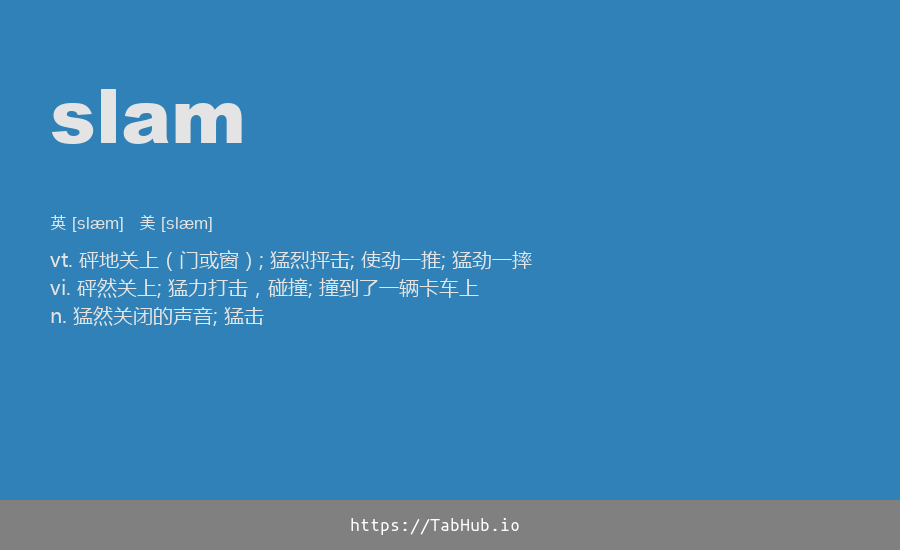 slam
英 [slæm]   美 [slæm]
vt. 砰地关上（门或窗）; 猛烈抨击; 使劲一推; 猛劲一摔
vi. 砰然关上; 猛力打击，碰撞; 撞到了一辆卡车上
n. 猛然关闭的声音; 猛击
https://TabHub.io